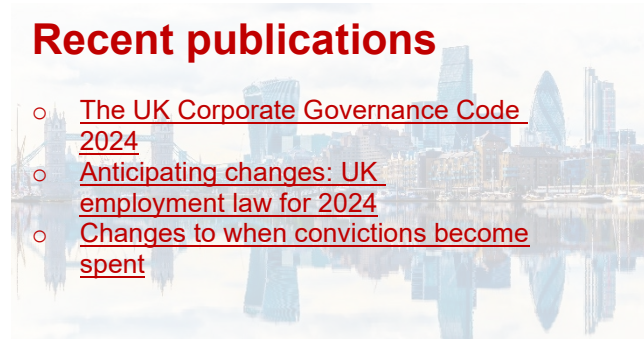 Recent publications
o The UK Corporate Governance Code
2024
o Anticipating changes: UK
employment law for 2024
o Changes to when convictions become
spent